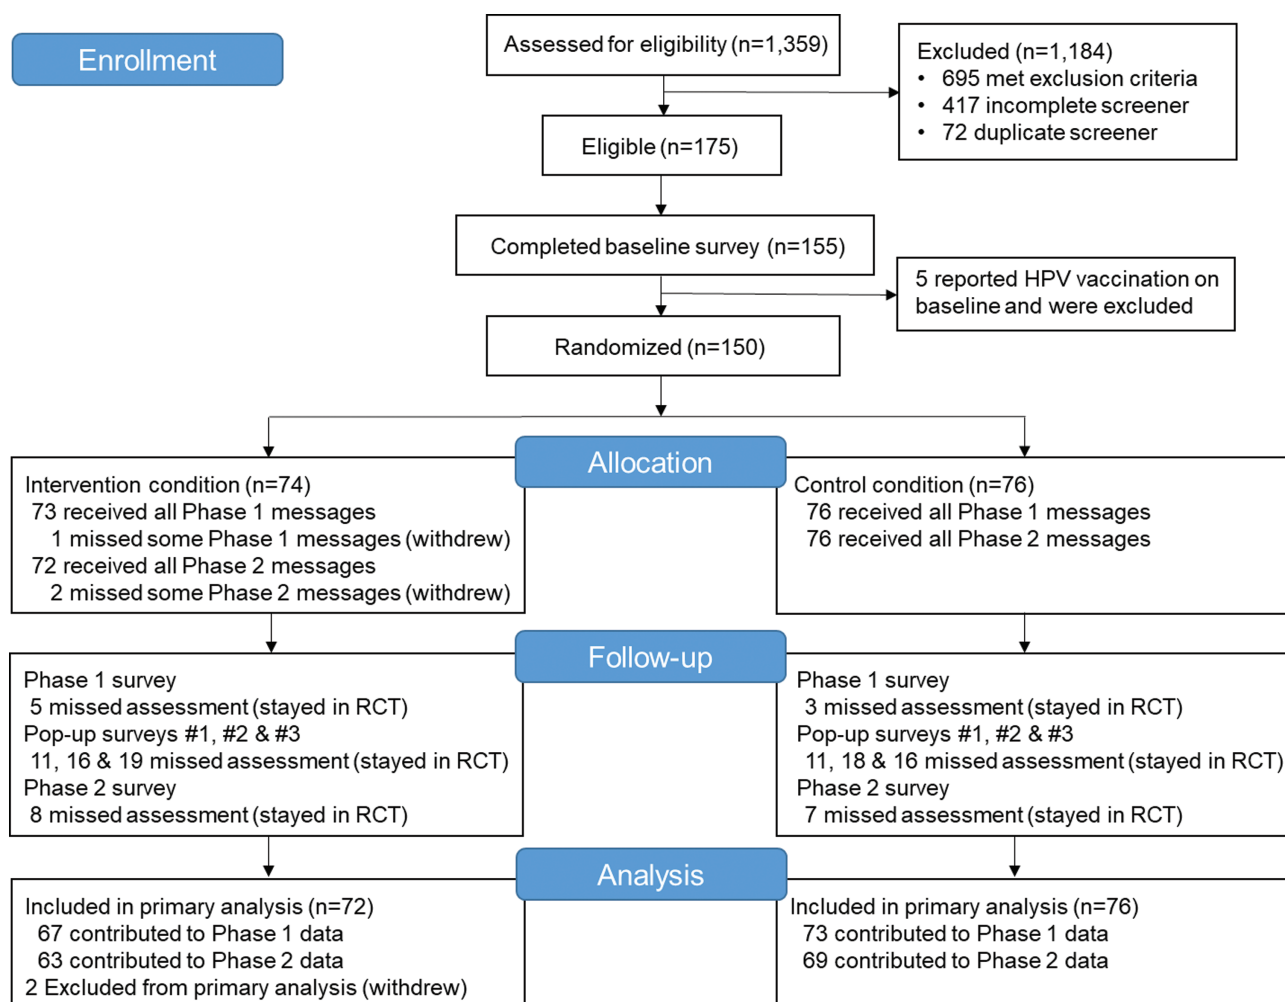 Enrollment
Assessed for eligibility (n=1,359)
Excluded (n=1,184)
• 695 met exclusion criteria
• 417 incomplete screener
• 72 duplicate screener
Eligible (n=175)
Completed baseline survey (n=155)
5 reported HPV vaccination on
baseline and were excluded
Randomized (n=150)
Allocation
Intervention condition (n=74)
73 received all Phase 1 messages
1 missed some Phase 1 messages (withdrew)
72 received all Phase 2 messages
2 missed some Phase 2 messages (withdrew)
Control condition (n=76)
76 received all Phase 1 messages
76 received all Phase 2 messages
Follow-up
Phase 1 survey
5 missed assessment (stayed in RCT)
Pop-up surveys #1, #2 & #3
11, 16 & 19 missed assessment (stayed in RCT)
Phase 2 survey
8 missed assessment (stayed in RCT)
Phase 1 survey
3 missed assessment (stayed in RCT)
Pop-up surveys #1, #2 & #3
11, 18 & 16 missed assessment (stayed in RCT)
Phase 2 survey
7 missed assessment (stayed in RCT)
Analysis
Included in primary analysis (n=72)
67 contributed to Phase 1 data
63 contributed to Phase 2 data
2 Excluded from primary analysis (withdrew)
Included in primary analysis (n=76)
73 contributed to Phase 1 data
69 contributed to Phase 2 data